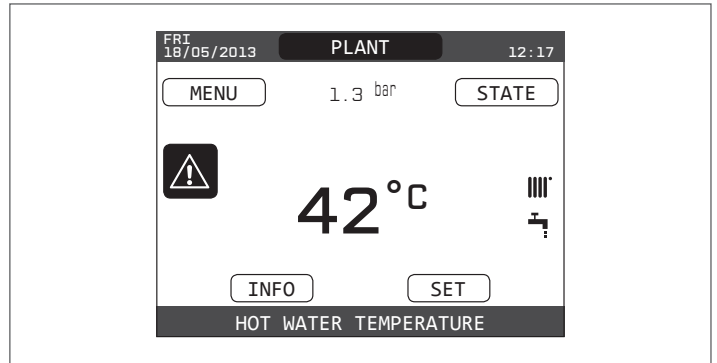 FRI
18/05/2013 PLANT 12:17
MENU 1.3 bar STATE
42°C
INFO SET
HOT WATER TEMPERATURE